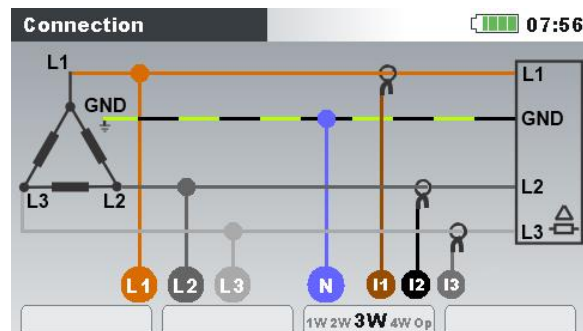 Connection 07:56
L1 L1
GND GND
L3 L2 L2
L3
L1 L2 L3 N I1 I2 I3
1W 2W 3W 4W Op